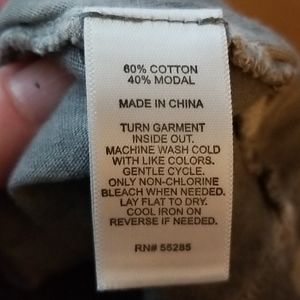 60% COTTON
40% MODAL
MADE IN CHINA
TURN GARMENT
INSIDE OUT.
MACHINE WASH COLD
WITH LIKE COLORS.
GENTLE CYCLE.
ONLY NON-CHLORINE
BLEACH WHEN NEEDED.
LAY FLAT TO DRY.
COOL IRON ON
REVERSE IF NEEDED.
RN# 55285